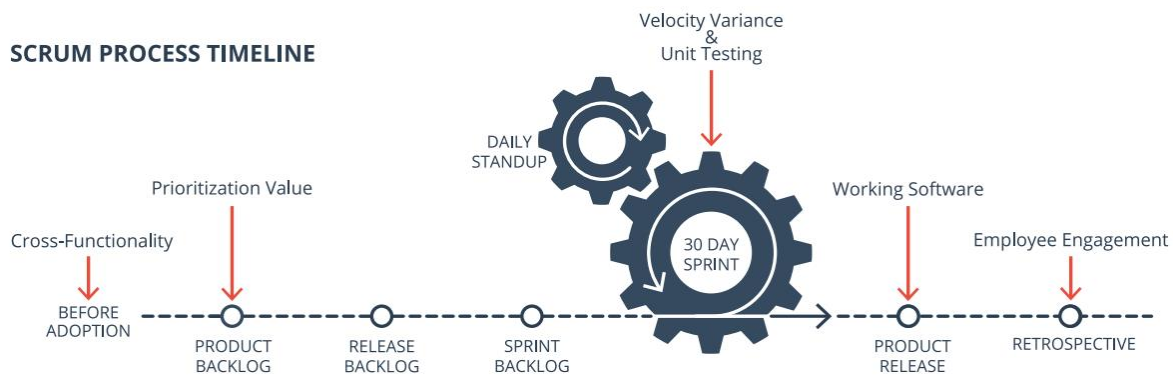 SCRUM PROCESS TIMELINE
Velocity Variance
&
Unit Testing
DAILY
STANDUP
Prioritization Value
Working Software
Cross-Functionality
30 DAY
SPRINT
Employee Engagement
BEFORE
ADOPTION
PRODUCT
BACKLOG
RELEASE
BACKLOG
SPRINT
BACKLOG
PRODUCT
RELEASE
RETROSPECTIVE